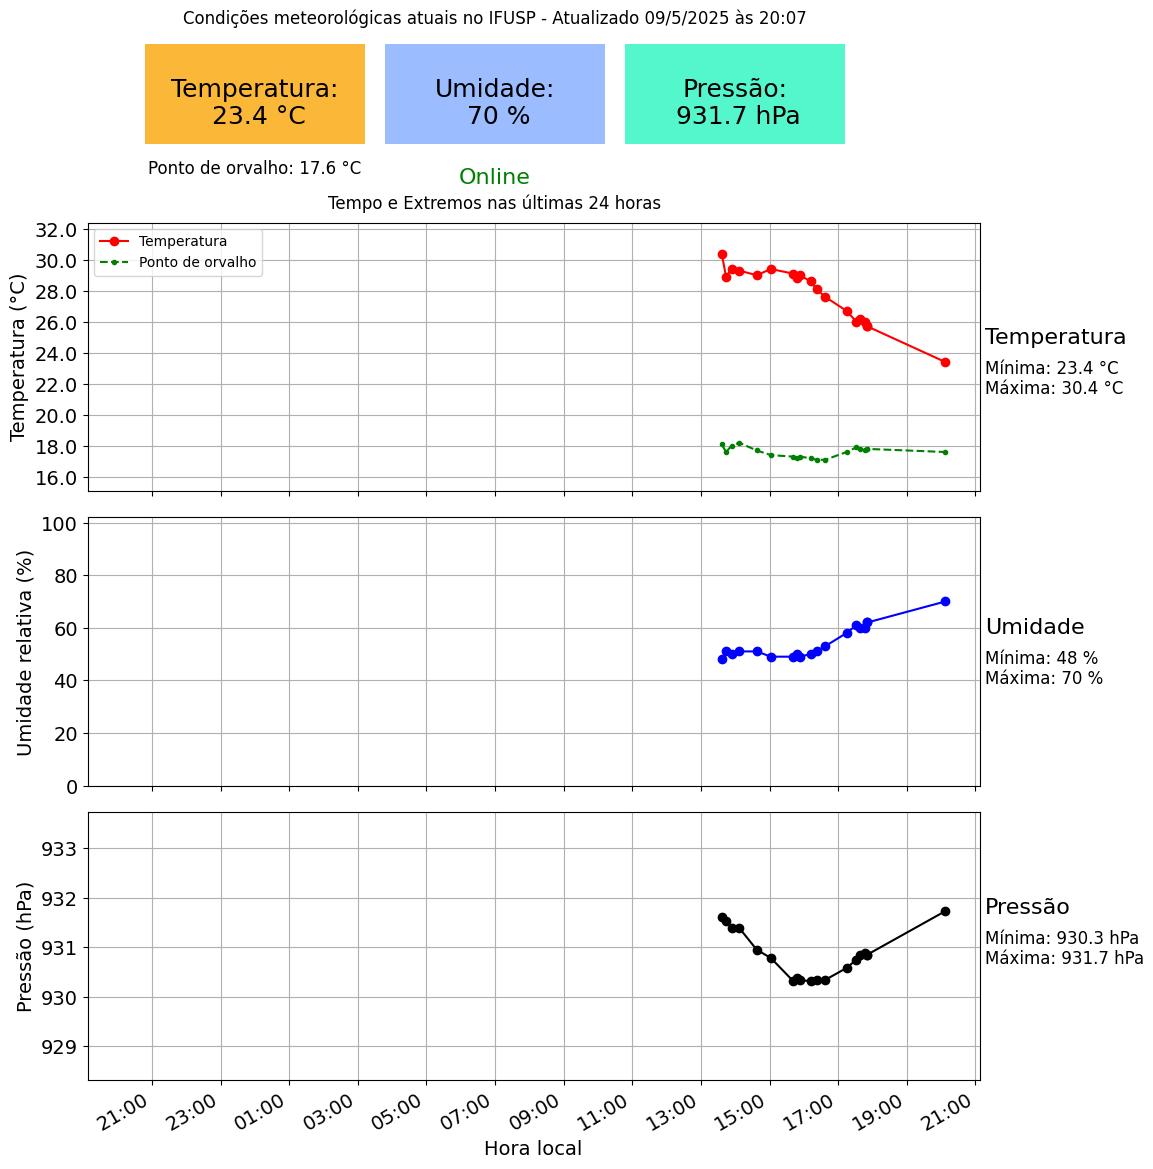 Condições meteorológicas atuais no IFUSP - Atualizado 09/5/2025 às 20:07
Temperatura:
23.4 °C
Umidade:
70 %
Pressão:
931.7 hPa
Ponto de orvalho: 17.6 °C
Online
Tempo e Extremos nas últimas 24 horas
Temperatura (°C)
32.0
30.0
28.0
26.0
24.0
22.0
20.0
18.0
16.0
Temperatura
Ponto de orvalho
Temperatura
Mínima: 23.4 °C
Máxima: 30.4 °C
Umidade relativa (%)
100
80
60
40
20
0
Umidade
Mínima: 48 %
Máxima: 70 %
Pressão (hPa)
933
932
931
930
929
Pressão
Mínima: 930.3 hPa
Máxima: 931.7 hPa
21:00 23:00 01:00 03:00 05:00 07:00 09:00 11:00 13:00 15:00 17:00 19:00 21:00
Hora local